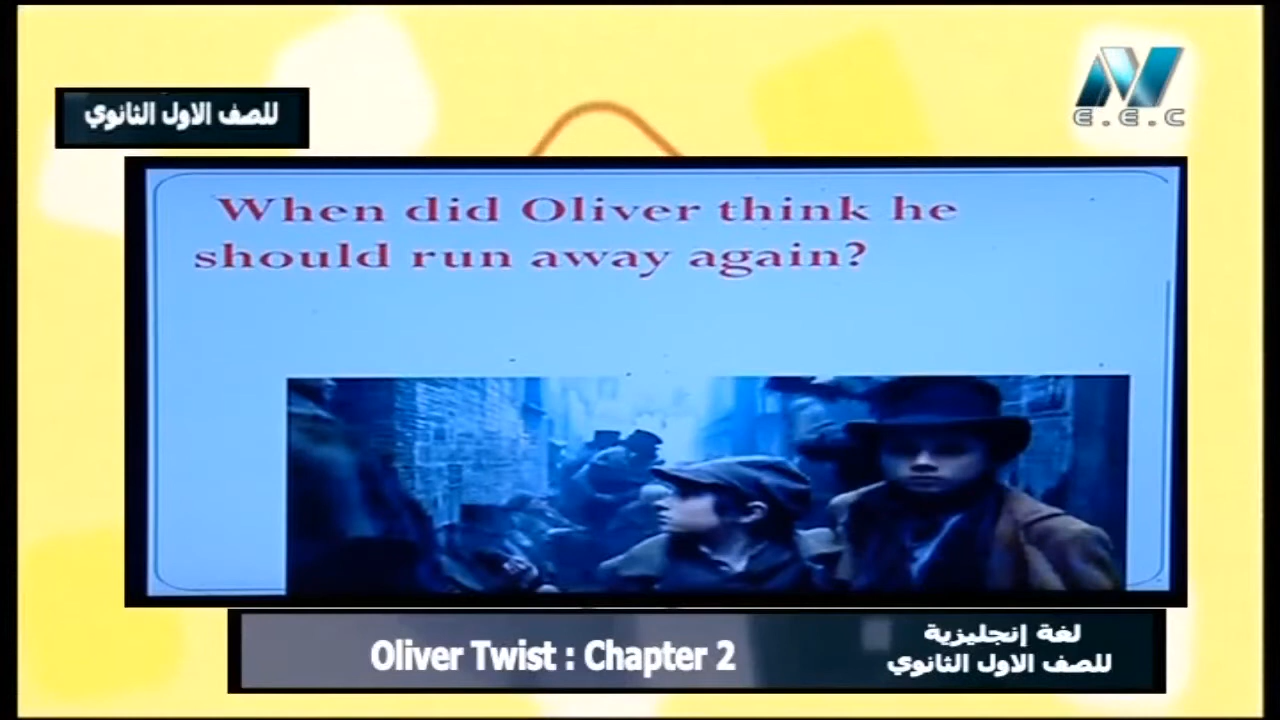 للصف الاول الثانوي
E.E.C
When did Oliver think he
should run away again?
Oliver Twist : Chapter 2
لغة إنجليزية
للصف الاول الثانوي